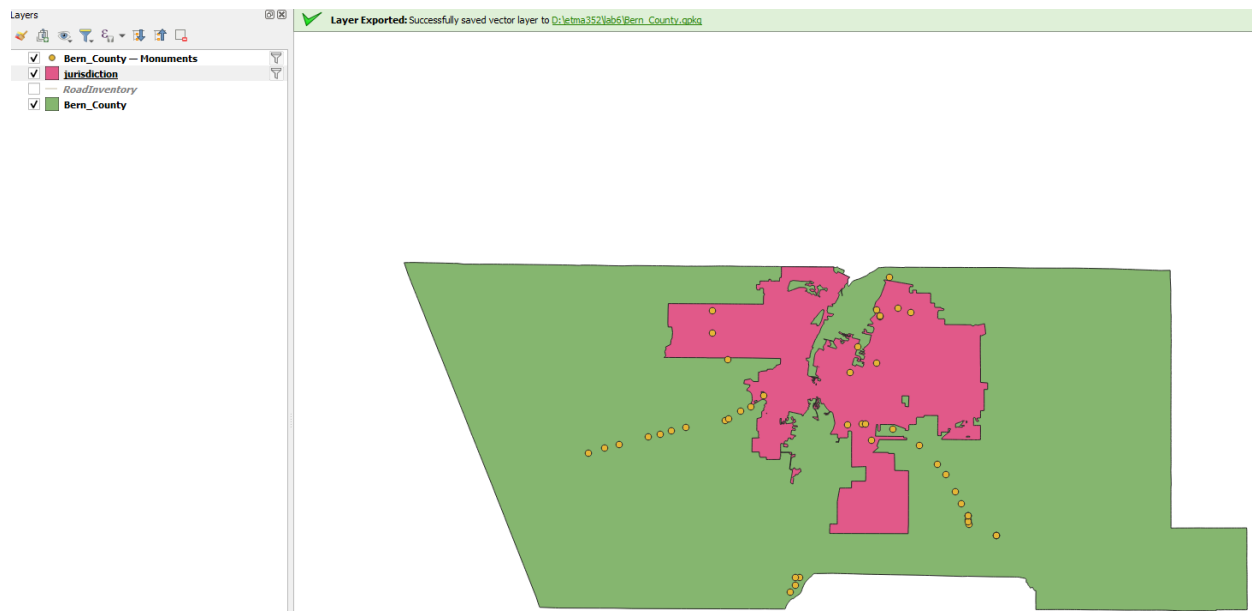 Layers
Layer Exported: Successfully saved vector layer to D:\etma352\lab6\Bern_County.gpkg
Bern_County — Monuments
jurisdiction
RoadInventory
Bern_County